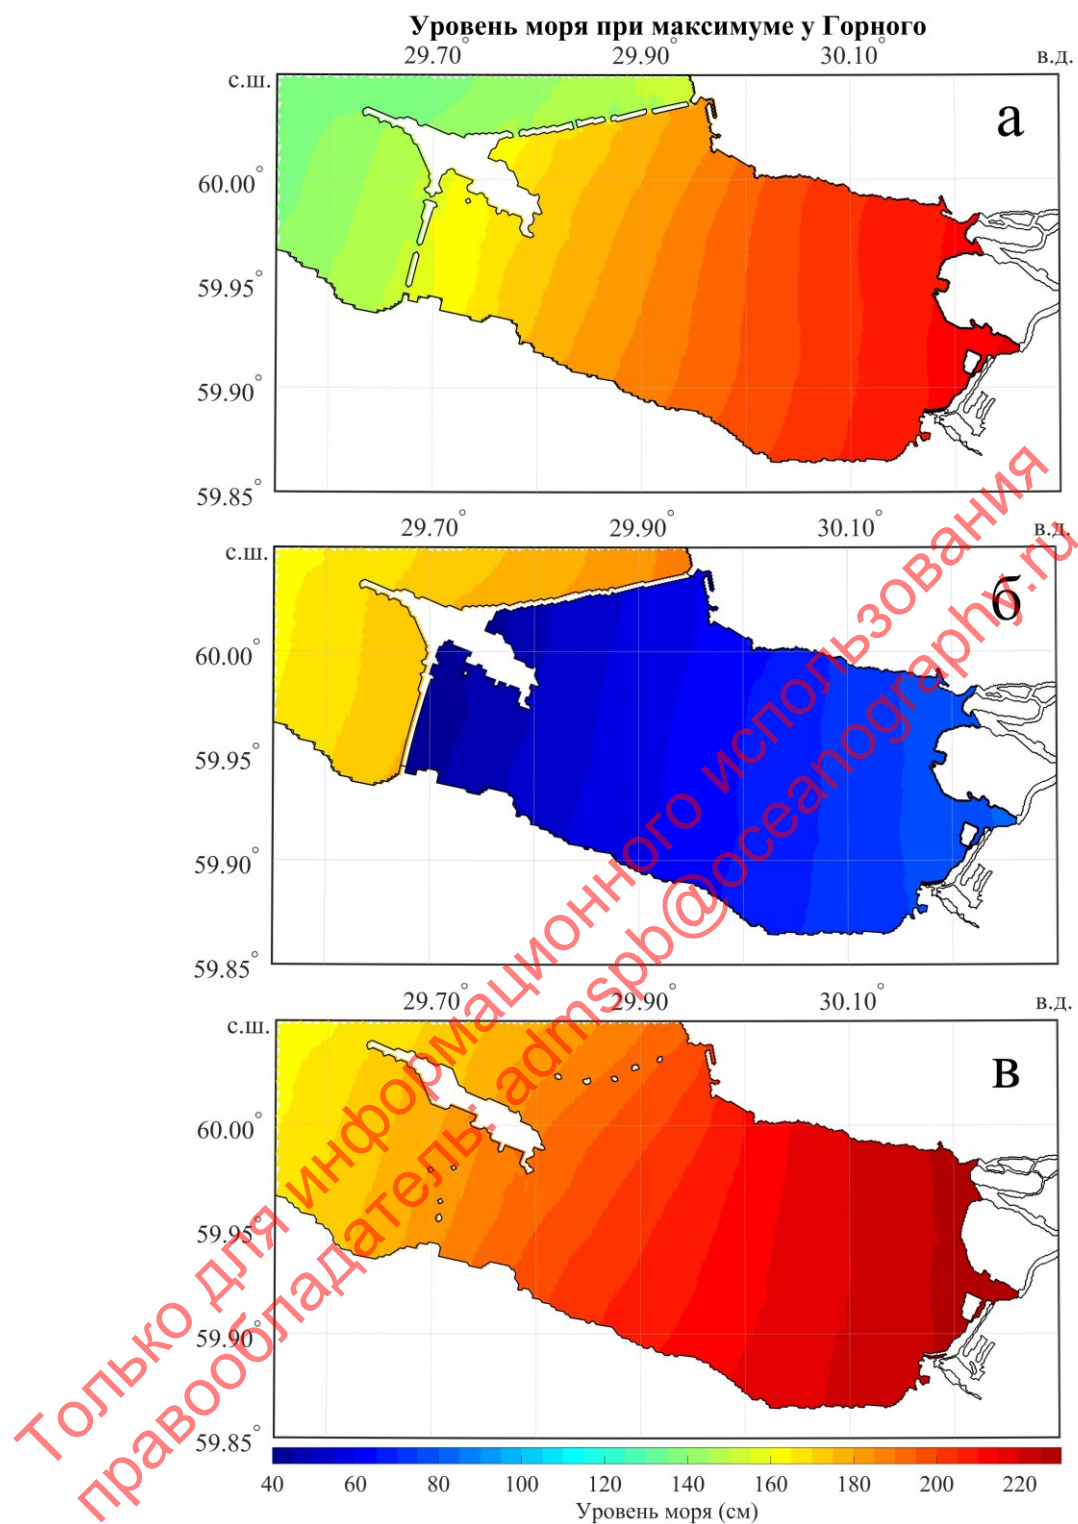 Уровень моря при максимуме у Горного
29.70° 29.90° 30.10° в.д.
с.ш.
а
60.00°
59.95°
59.90°
59.85°
29.70° 29.90° 30.10° в.д.
с.ш.
б
60.00°
59.95°
59.90°
59.85°
29.70° 29.90° 30.10° в.д.
с.ш.
в
60.00°
59.95°
59.90°
59.85°
40 60 80 100 120 140 160 180 200 220
Уровень моря (см)
Только для информационного использования
правообладатель: admspb@oceanography.ru